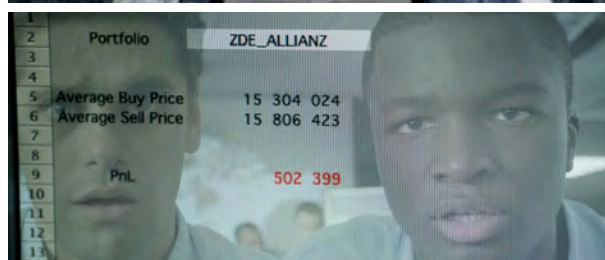 1
2 Portfolio ZDE_ALLIANZ
3
4
5 Average Buy Price 15 304 024
6 Average Sell Price 15 806 423
7
8
9 PnL 502 399
10
11
12
13